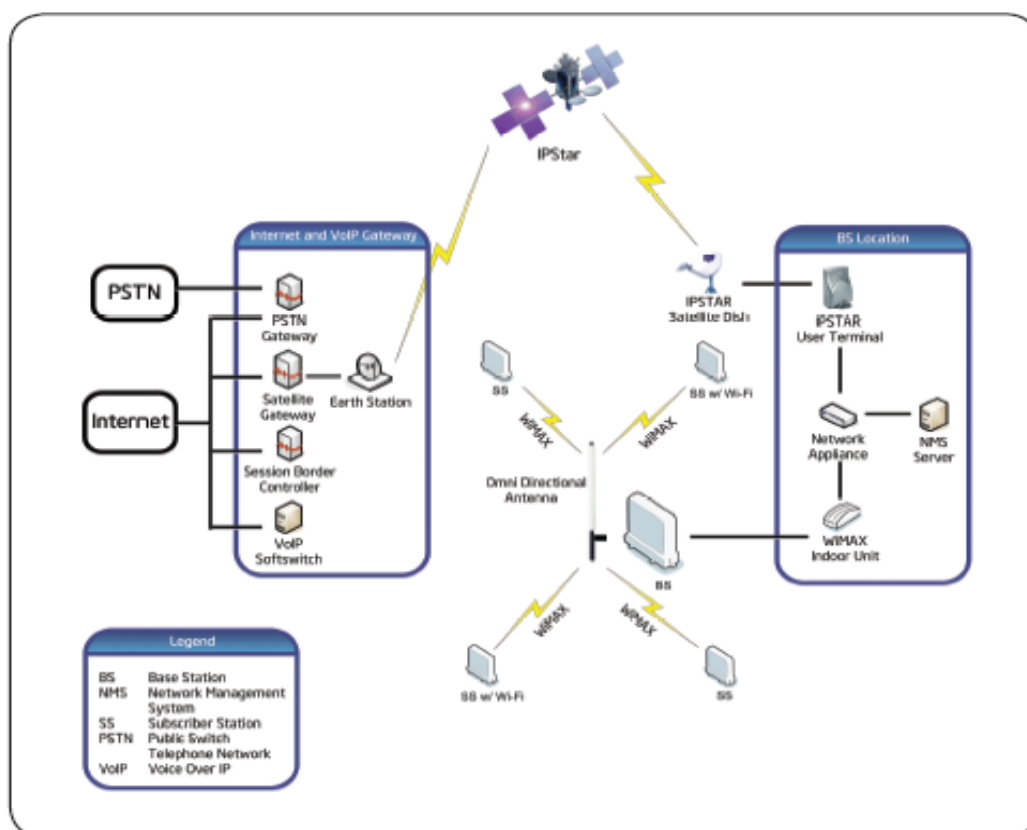 IPStar
Internet and VoIP Gateway
PSTN
PSTN
Gateway
Internet
Satellite
Gateway
Earth Station
Session Border
Controller
VoIP
Softswitch
IPSTAR
Satellite Dish
BS Location
IPSTAR
User Terminal
Network
Appliance
NMS
Server
WiMAX
Indoor Unit
SS
SS w/ Wi-Fi
WiMAX
WiMAX
Omni Directional
Antenna
BS
WiMAX
WiMAX
SS w/ Wi-Fi
SS
Legend
BS Base Station
NMS Network Management
System
SS Subscriber Station
PSTN Public Switch
Telephone Network
VoIP Voice Over IP